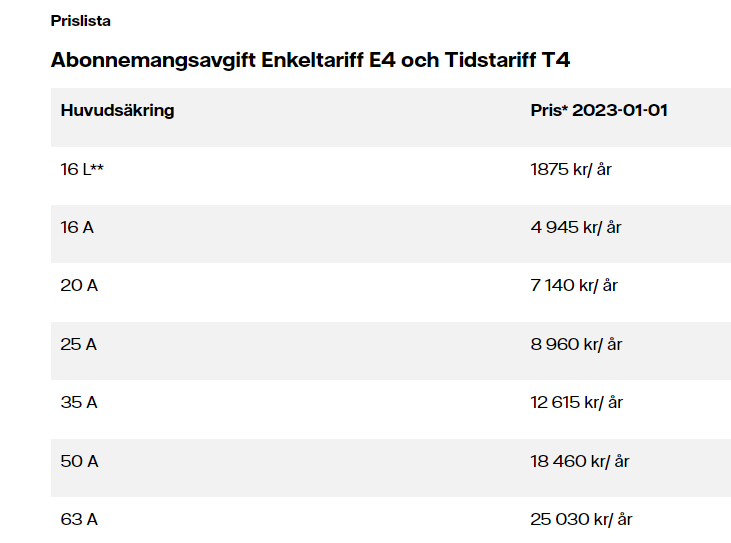 Prislista
Abonnemangsavgift Enkeltariff E4 och Tidstariff T4
Huvudsäkring Pris* 2023-01-01
16 L** 1875 kr/ år
16 A 4 945 kr/ år
20 A 7 140 kr/ år
25 A 8 960 kr/ år
35 A 12 615 kr/ år
50 A 18 460 kr/ år
63 A 25 030 kr/ år